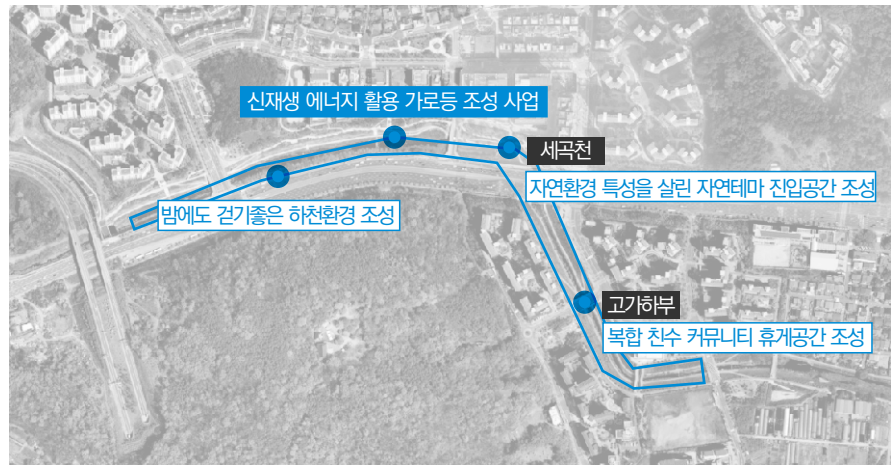 신재생 에너지 활용 가로등 조성 사업
세곡천
자연환경 특성을 살린 자연테마 진입공간 조성
밤에도 걷기좋은 하천환경 조성
고가하부
복합 친수 커뮤니티 휴게공간 조성